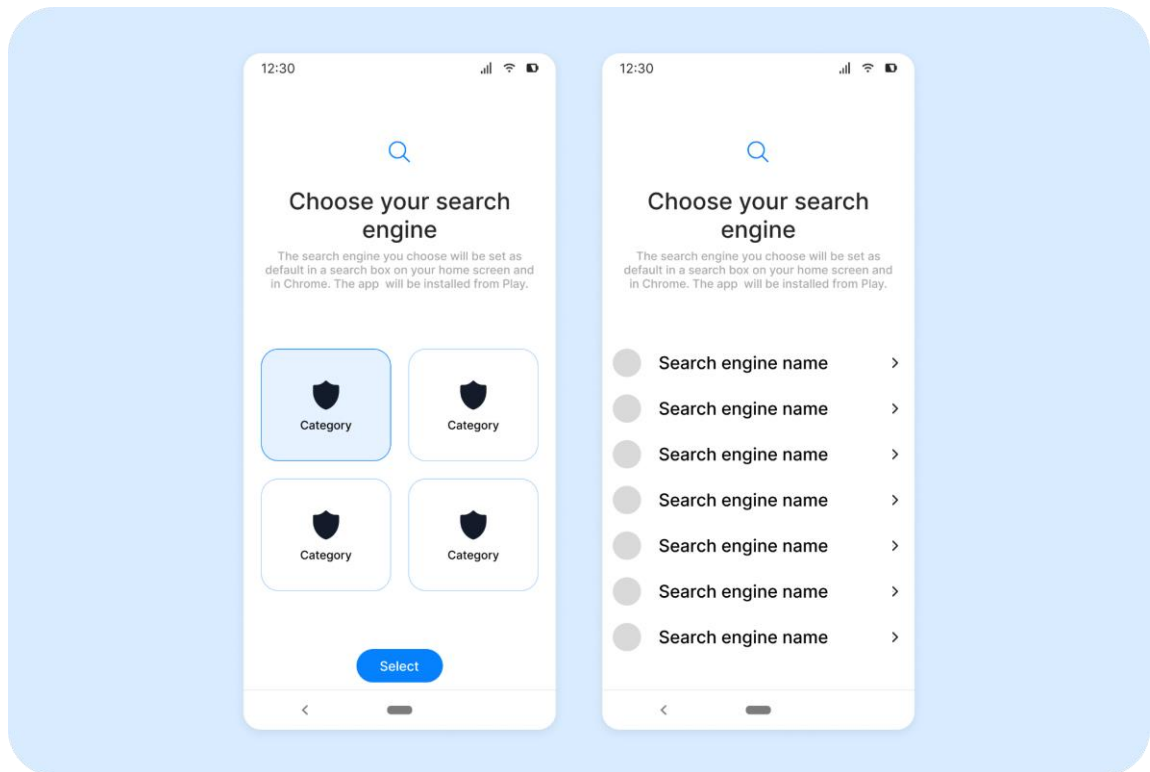 12:30
Choose your search
engine
The search engine you choose will be set as
default in a search box on your home screen and
in Chrome. The app  will be installed from Play.
Category
Category
Category
Category
Select
12:30
Choose your search
engine
The search engine you choose will be set as
default in a search box on your home screen and
in Chrome. The app  will be installed from Play.
Search engine name
Search engine name
Search engine name
Search engine name
Search engine name
Search engine name
Search engine name